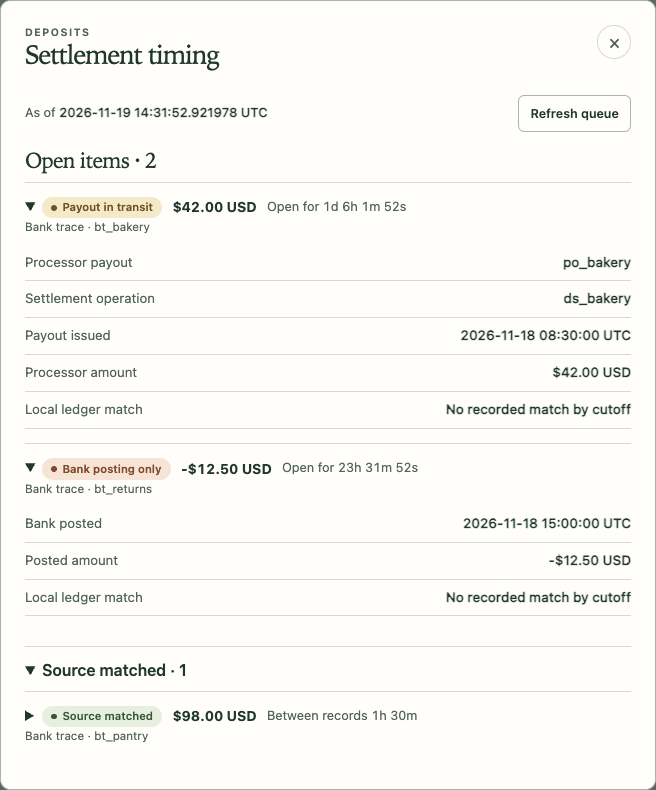 DEPOSITS
Settlement timing
As of 2026-11-19 14:31:52.921978 UTC
Refresh queue
Open items · 2
Payout in transit $42.00 USD Open for 1d 6h 1m 52s
Bank trace · bt_bakery
Processor payout po_bakery
Settlement operation ds_bakery
Payout issued 2026-11-18 08:30:00 UTC
Processor amount $42.00 USD
Local ledger match No recorded match by cutoff
Bank posting only -$12.50 USD Open for 23h 31m 52s
Bank trace · bt_returns
Bank posted 2026-11-18 15:00:00 UTC
Posted amount -$12.50 USD
Local ledger match No recorded match by cutoff
Source matched · 1
Source matched $98.00 USD Between records 1h 30m
Bank trace · bt_pantry